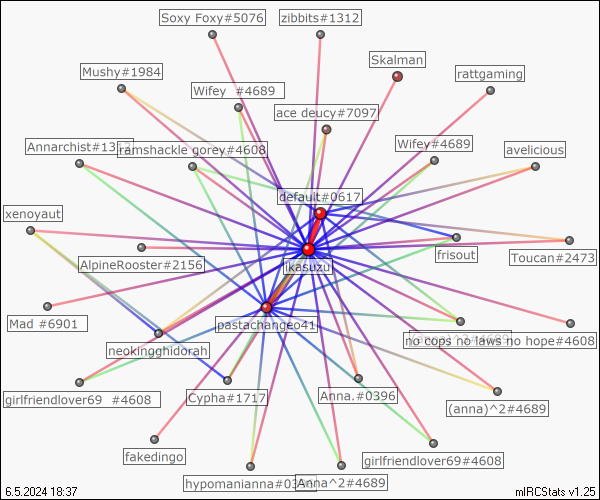 Soxy Foxy#5076
zibbits#1312
Skalman
Mushy#1984
rattgaming
Wifey #4689
ace deucy#7097
Annarchist#13
ramshackle gorey#4608
Wifey#4689
avelicious
default#0617
xenoyaut
ikasuzu
frisout
Toucan#2473
AlpineRooster#2156
Mad #6901
pastachangeo41
neokingghidorah
no cops no laws no hope#4608
girlfriendlover69 #4608
Cypha#1717
Anna.#0396
(anna)^2#4689
fakedingo
girlfriendlover69#4608
hypomanianna#03
Anna^2#4689
6.5.2024 18:37
mIRCStats v1.25